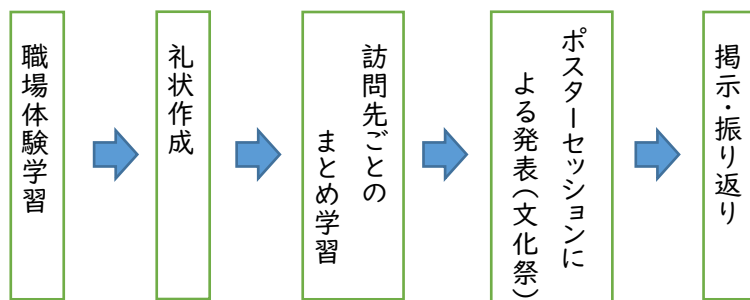 職場体験学習
礼状作成
訪問先ごとの
まとめ学習
ポスターセッションに
よる発表(文化祭)
掲示・振り返り